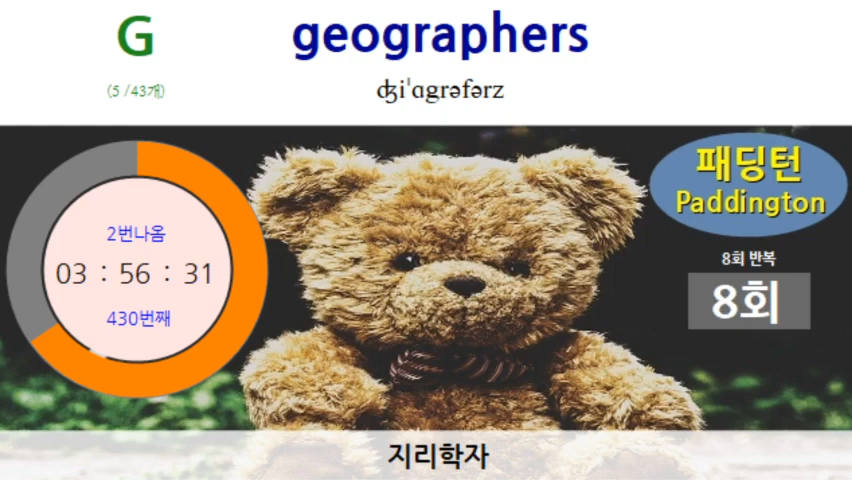 G
(5 /43개)
geographers
ʤiˈɑgrəfərz
2번나옴
03 : 56 : 31
430번째
패딩턴
Paddington
8회 반복
8회
지리학자